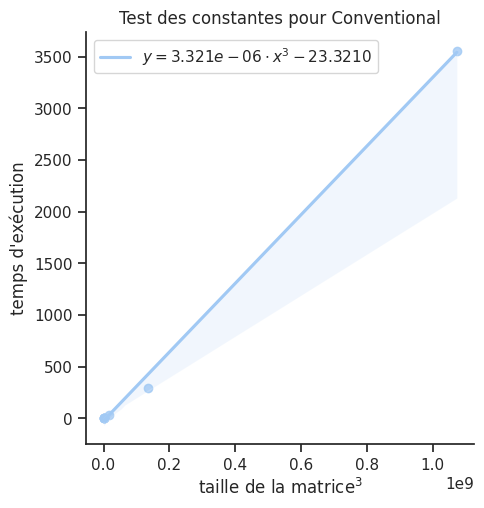 Test des constantes pour Conventional
y = 3.321e − 06 · x³ − 23.3210
3500
3000
2500
2000
1500
1000
500
0
temps d'exécution
0.0 0.2 0.4 0.6 0.8 1.0
1e9
taille de la matrice³